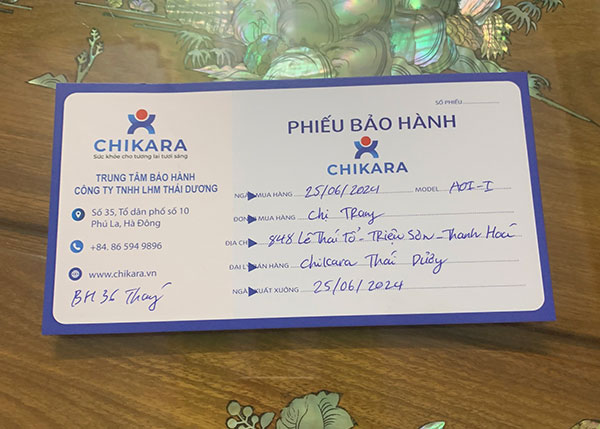 CHIKARA
Sức khỏe cho tương lai tươi sáng
TRUNG TÂM BẢO HÀNH
CÔNG TY TNHH LHM THÁI DƯƠNG
Số 35, Tổ dân phố số 10
Phú La, Hà Đông
+84. 86 594 9896
www.chikara.vn
BH 36 Tháng
SỐ PHIẾU
PHIẾU BẢO HÀNH
CHIKARA
NGÀY MUA HÀNG 25/06/2024 MODEL AOI-I
MUA HÀNG Chị Trang
ĐỊA CHỈ 848 Lê Thái Tổ - Triệu Sơn - Thanh Hoá
ĐẠI LÝ BÁN HÀNG Chikara Thái Dương
NGÀY XUẤT XƯỞNG 25/06/2024